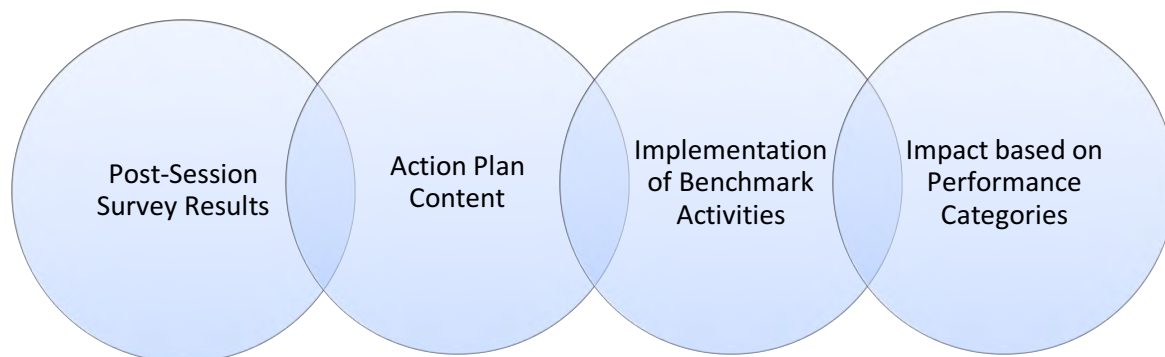 Post-Session
Survey Results
Action Plan
Content
Implementation
of Benchmark
Activities
Impact based on
Performance
Categories